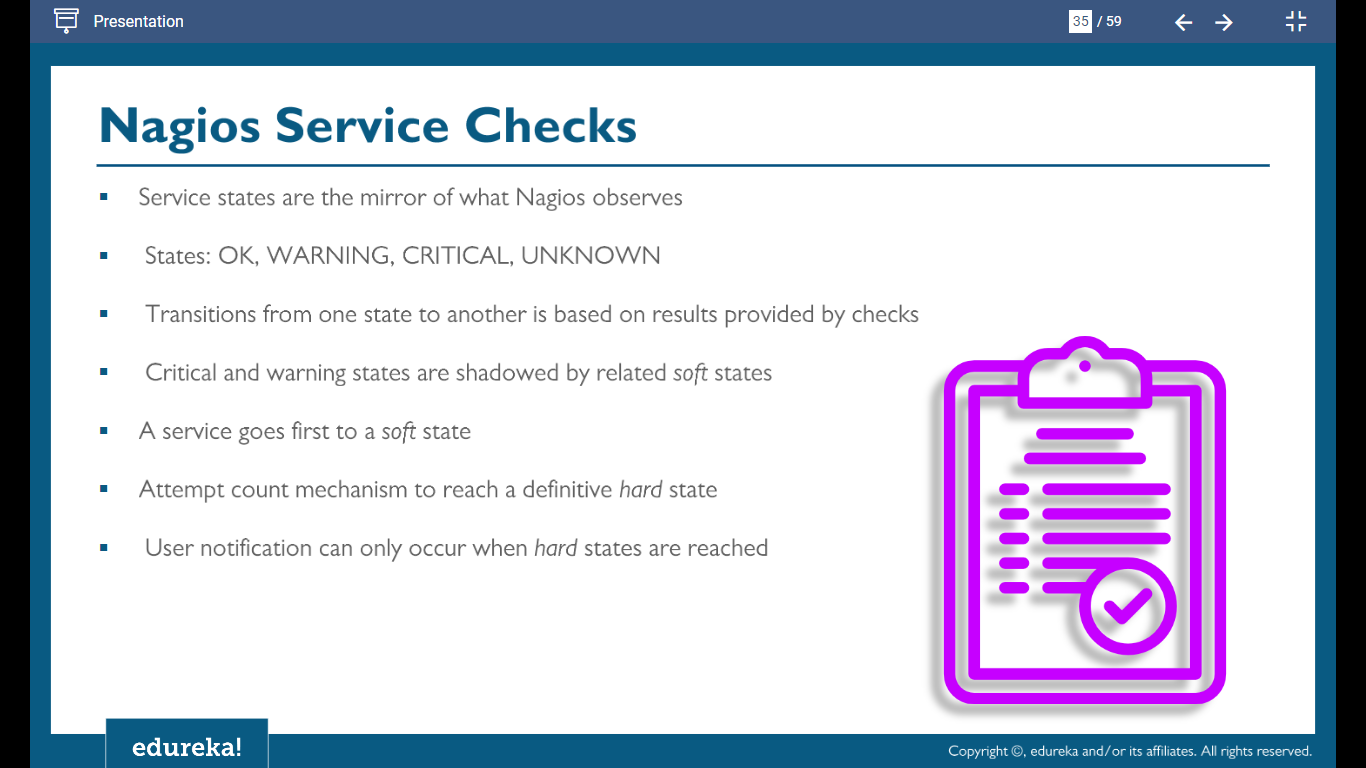 Presentation
35 / 59
Nagios Service Checks
▪ Service states are the mirror of what Nagios observes
▪ States: OK, WARNING, CRITICAL, UNKNOWN
▪ Transitions from one state to another is based on results provided by checks
▪ Critical and warning states are shadowed by related soft states
▪ A service goes first to a soft state
▪ Attempt count mechanism to reach a definitive hard state
▪ User notification can only occur when hard states are reached
edureka!
Copyright ©, edureka and/or its affiliates. All rights reserved.